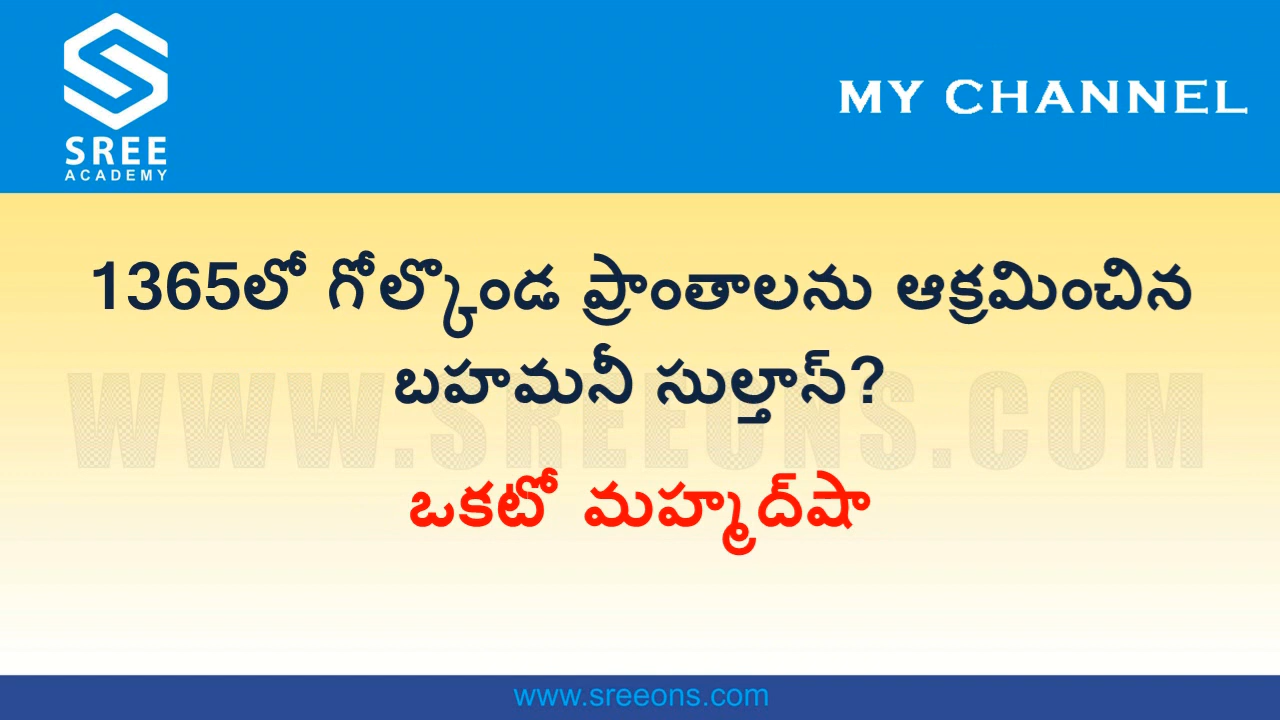 SREE
ACADEMY
MY CHANNEL
1365లో గోల్కొండ ప్రాంతాలను ఆక్రమించిన
బహమనీ సుల్తాన్?
WWW.SREEONS.COM
ఒకటో మహ్మద్‌షా
www.sreeons.com